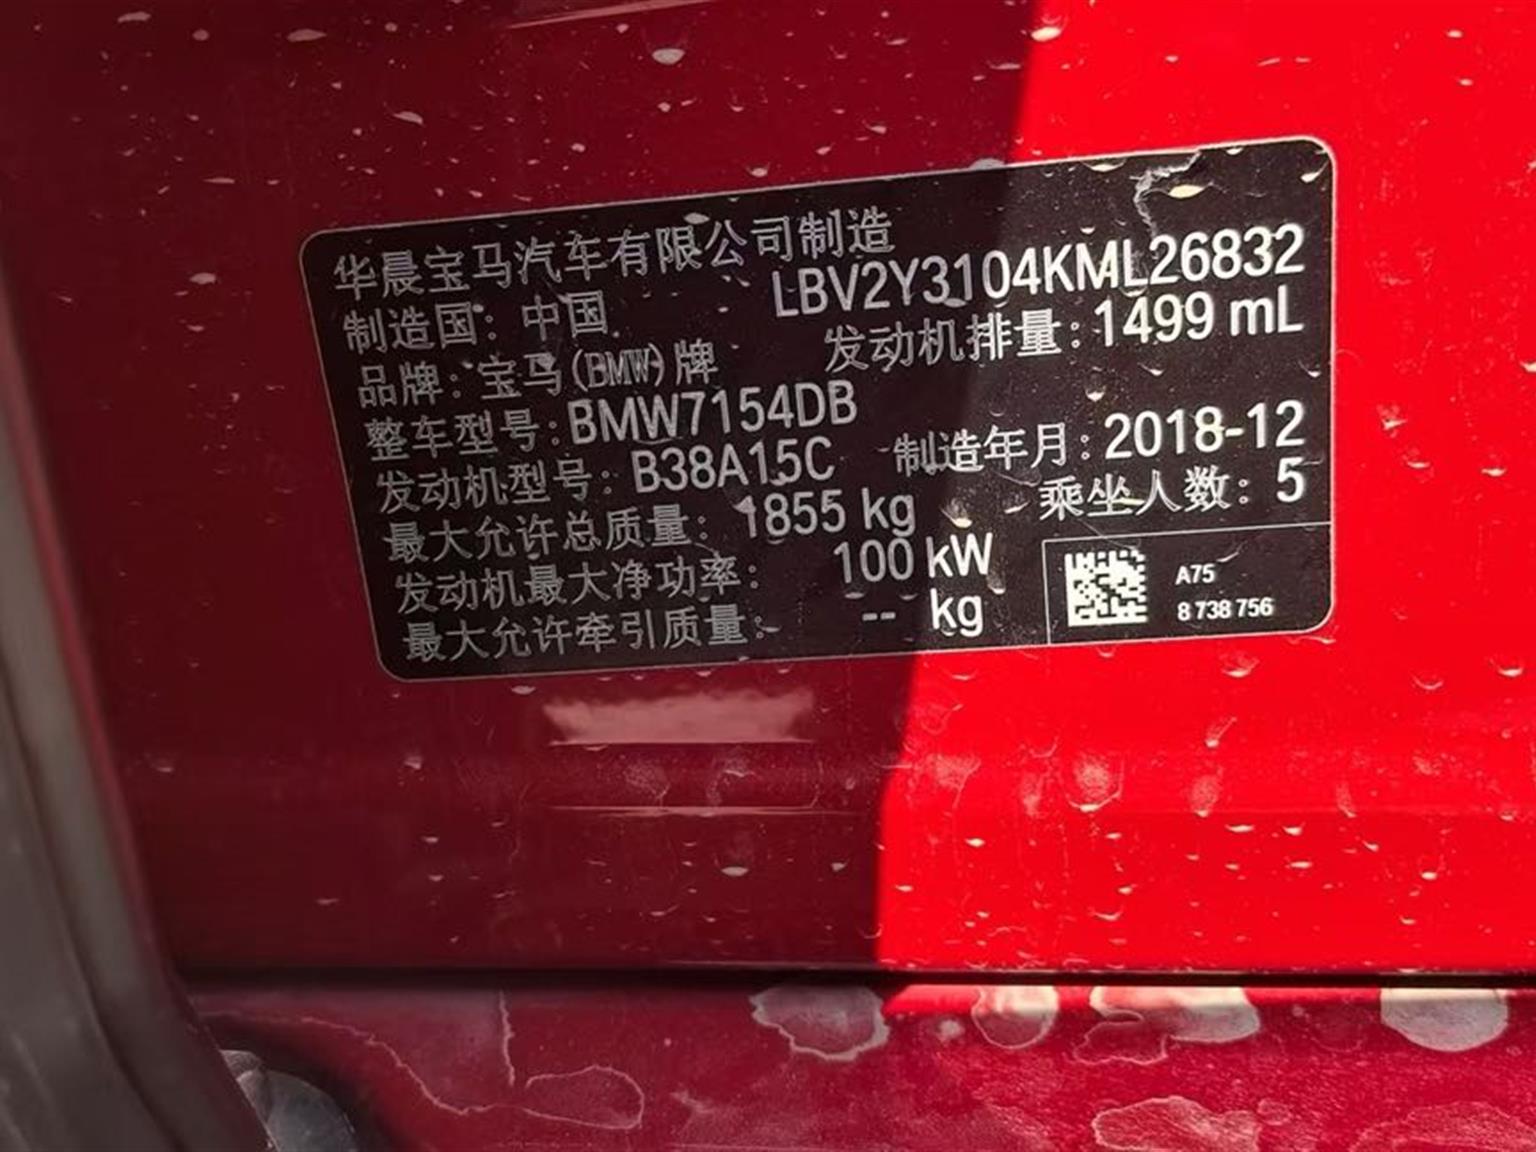 华晨宝马汽车有限公司制造
制造国：中国 LBV2Y3104KML26832
品牌：宝马(BMW)牌 发动机排量：1499 mL
整车型号：BMW7154DB
发动机型号：B38A15C 制造年月：2018-12
最大允许总质量：1855 kg 乘坐人数：5
发动机最大净功率：100 kW
最大允许牵引质量：-- kg
A75
8 738 756